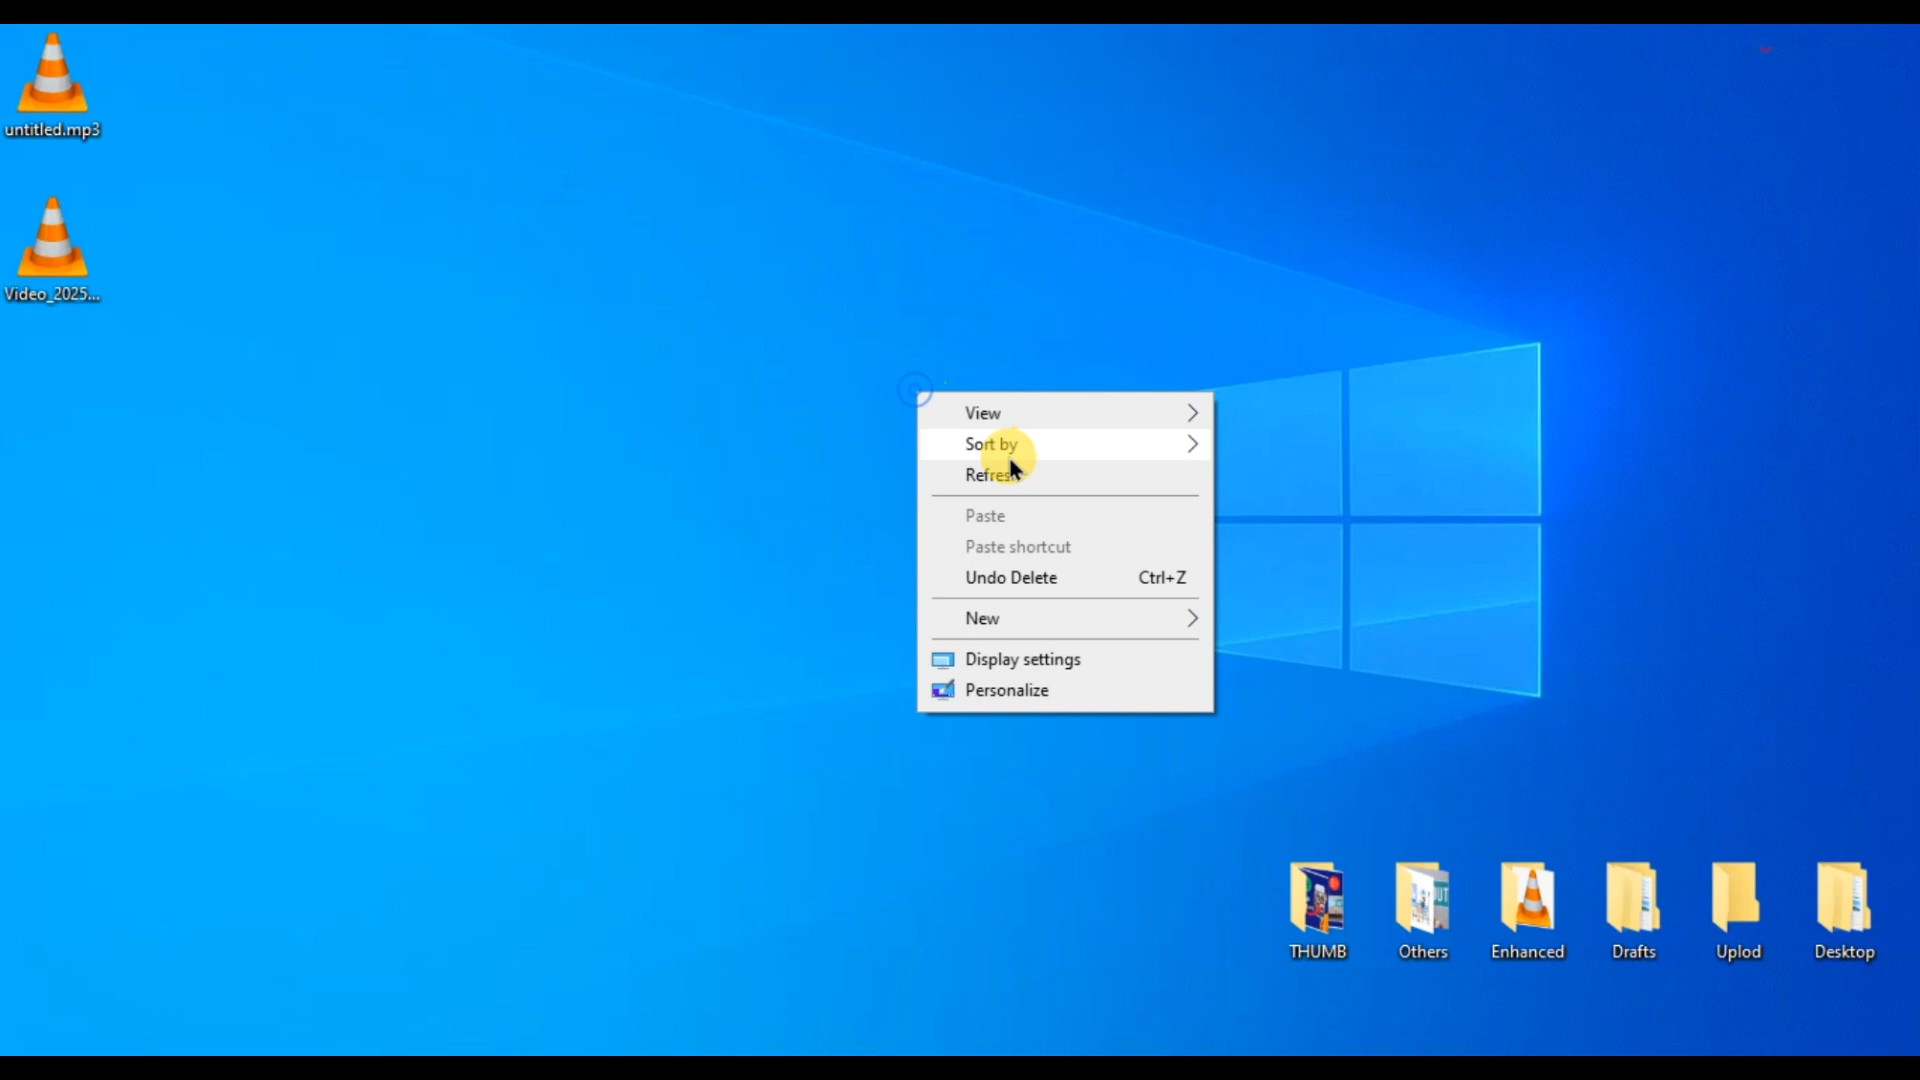 untitled.mp3
Video_2025...
View
Sort by
Refresh
Paste
Paste shortcut
Undo Delete Ctrl+Z
New
Display settings
Personalize
THUMB Others Enhanced Drafts Uplod Desktop